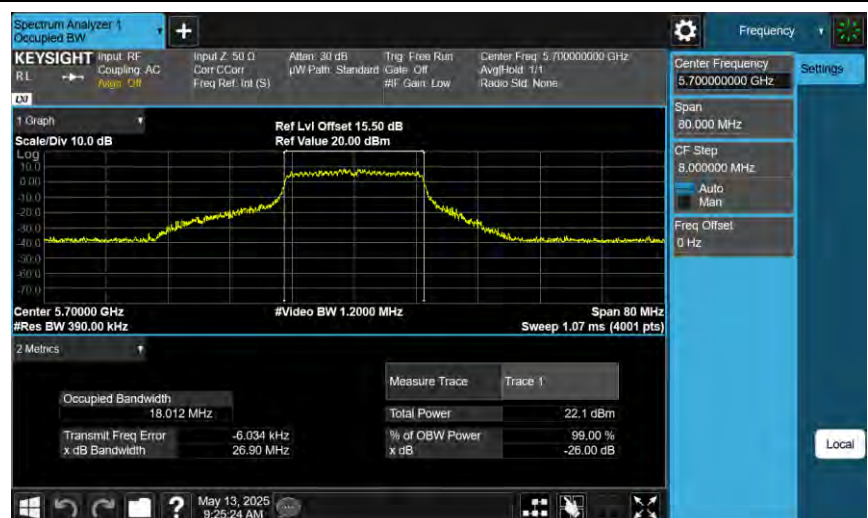 Spectrum Analyzer 1
Occupied BW
Frequency
KEYSIGHT
RL
LXI
Input: RF
Coupling: AC
Align: Off
Input Z: 50 Ω
Corr CCorr
Freq Ref: Int (S)
Atten: 30 dB
µW Path: Standard
Trig: Free Run
Gate: Off
#IF Gain: Low
Center Freq: 5.700000000 GHz
Avg|Hold: 1/1
Radio Std: None
Center Frequency
5.700000000 GHz
Settings
Span
80.000 MHz
CF Step
8.000000 MHz
Auto
Man
Freq Offset
0 Hz
1 Graph
Scale/Div 10.0 dB
Ref Lvl Offset 15.50 dB
Ref Value 20.00 dBm
Log
10.0
0.00
-10.0
-20.0
-30.0
-40.0
-50.0
-60.0
-70.0
Center 5.70000 GHz
#Video BW 1.2000 MHz
Span 80 MHz
#Res BW 390.00 kHz
Sweep 1.07 ms (4001 pts)
2 Metrics
Measure Trace
Trace 1
Occupied Bandwidth
18.012 MHz
Total Power
22.1 dBm
Transmit Freq Error
-6.034 kHz
% of OBW Power
99.00 %
x dB Bandwidth
26.90 MHz
x dB
-26.00 dB
Local
May 13, 2025
9:25:24 AM